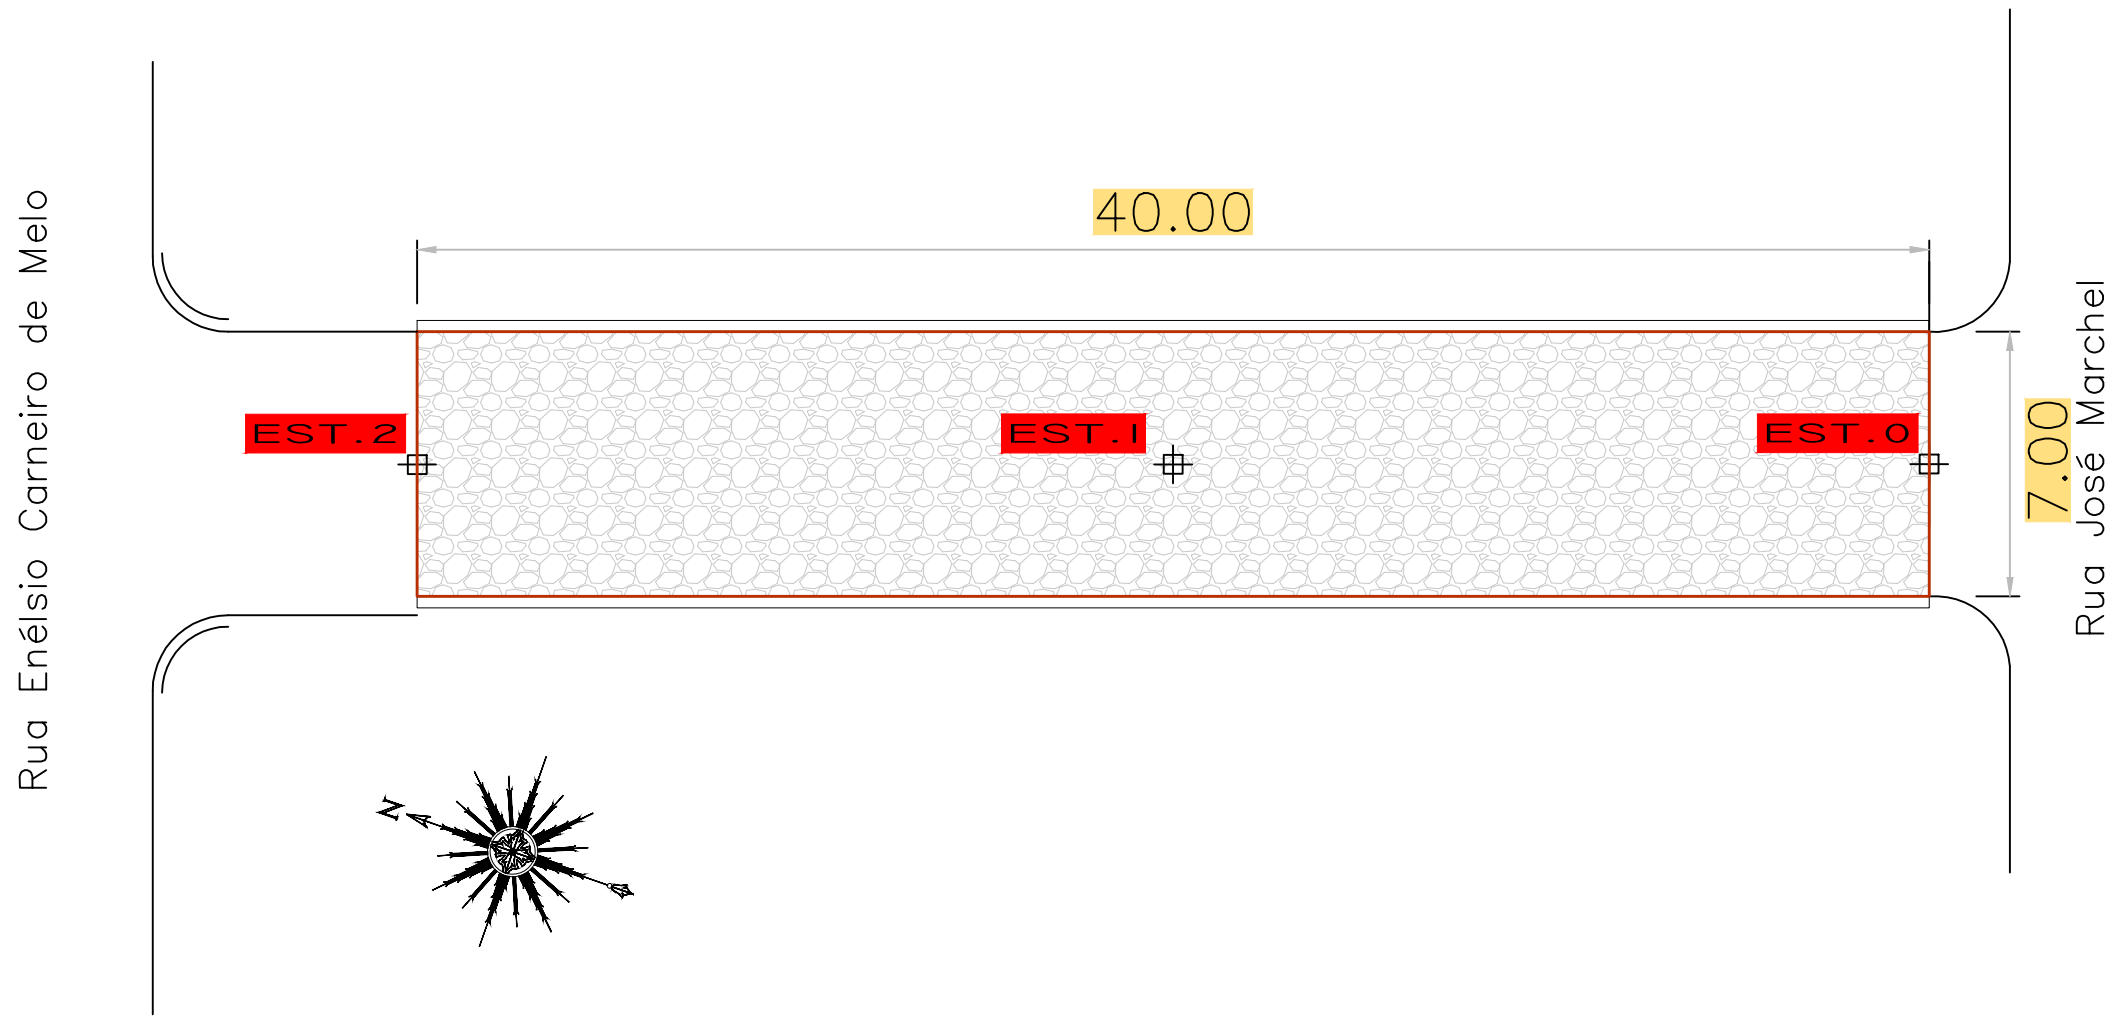 Rua Enélsio Carneiro de Melo
40.00
EST.2
EST.1
EST.0
7.00
Rua José Marchel
N